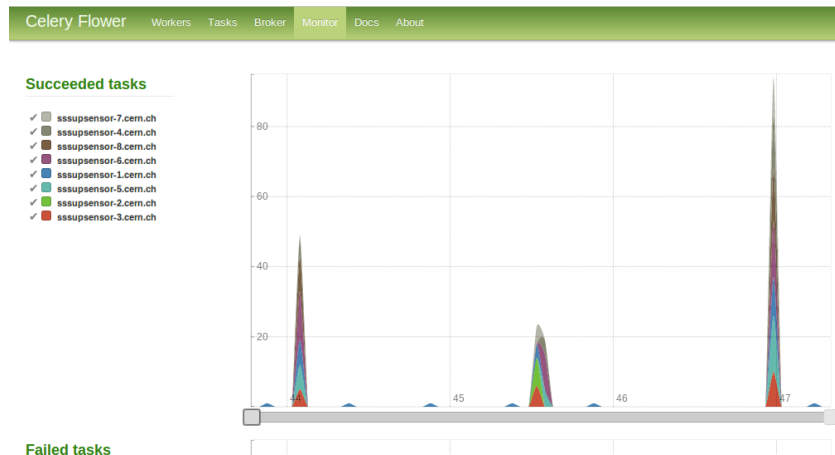 Celery Flower Workers Tasks Broker Monitor Docs About
Succeeded tasks
sssupsensor-7.cern.ch
sssupsensor-4.cern.ch
sssupsensor-8.cern.ch
sssupsensor-6.cern.ch
sssupsensor-1.cern.ch
sssupsensor-5.cern.ch
sssupsensor-2.cern.ch
sssupsensor-3.cern.ch
80
60
40
20
44 45 46 47
Failed tasks